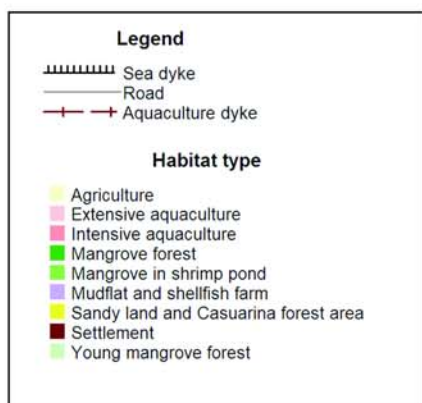 Legend
Sea dyke
Road
Aquaculture dyke
Habitat type
Agriculture
Extensive aquaculture
Intensive aquaculture
Mangrove forest
Mangrove in shrimp pond
Mudflat and shellfish farm
Sandy land and Casuarina forest area
Settlement
Young mangrove forest